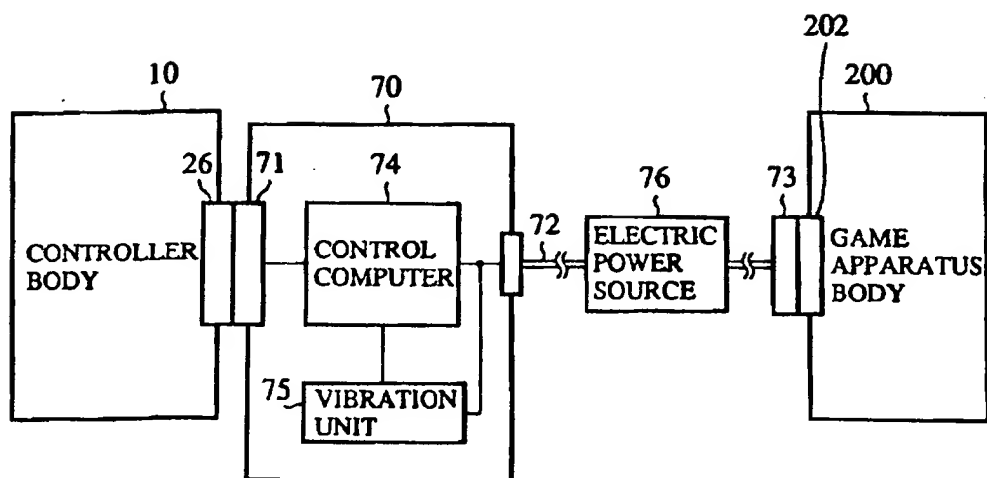 202
10
70
200
26
71
74
76
73
CONTROLLER
BODY
CONTROL
COMPUTER
72
ELECTRIC
POWER
SOURCE
GAME
APPARATUS
BODY
75
VIBRATION
UNIT